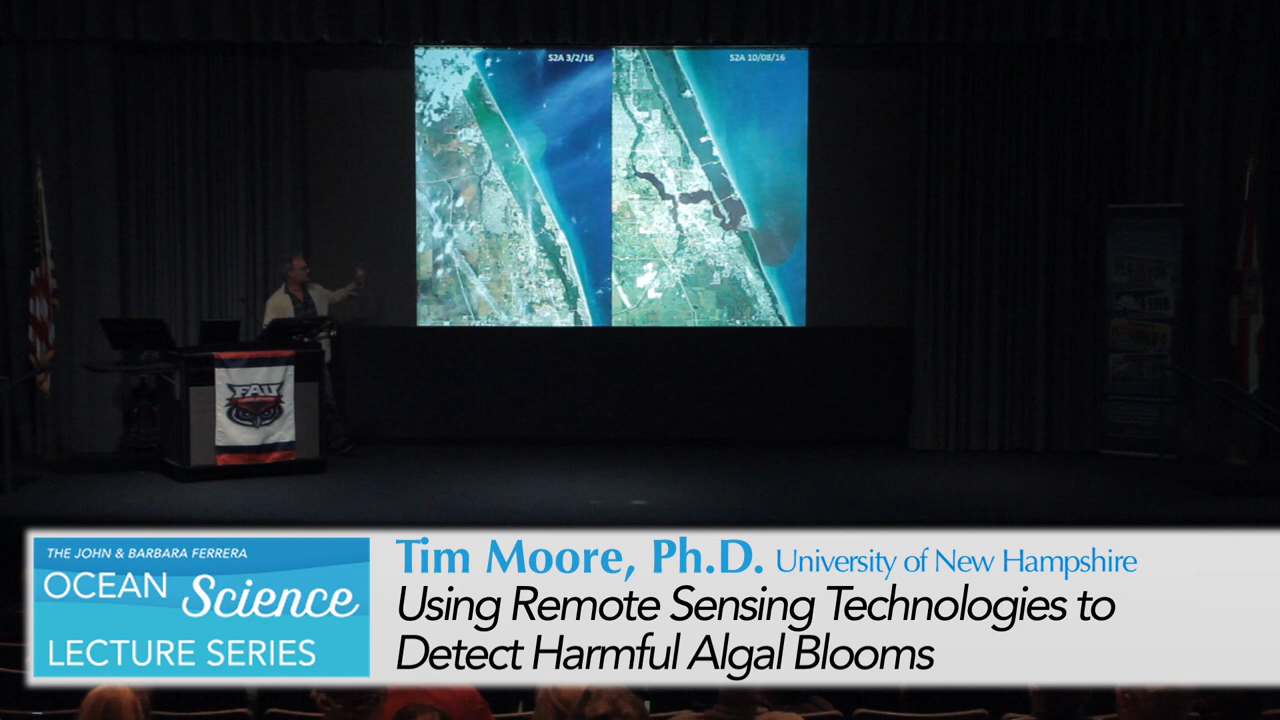 S2A 3/2/16
S2A 10/08/16
FAU
THE JOHN & BARBARA FERRERA
OCEAN Science
LECTURE SERIES
Tim Moore, Ph.D. University of New Hampshire
Using Remote Sensing Technologies to
Detect Harmful Algal Blooms